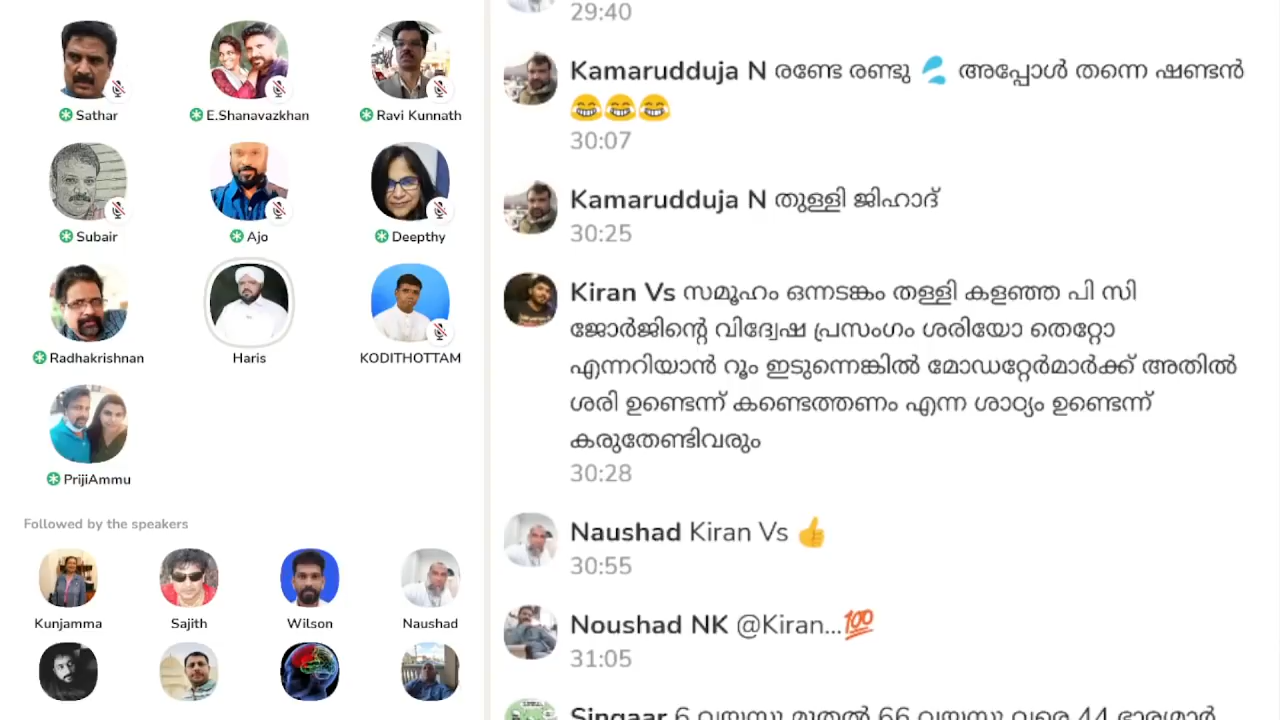 Sathar
E.Shanavazkhan
Ravi Kunnath
Subair
Ajo
Deepthy
Radhakrishnan
Haris
KODITHOTTAM
PrijiAmmu
Followed by the speakers
Kunjamma
Sajith
Wilson
Naushad
29:40
Kamarudduja N രണ്ടേ രണ്ടു 💦 അപ്പോൾ തന്നെ ഷണ്ടൻ
😂😂😂
30:07
Kamarudduja N തുള്ളി ജിഹാദ്
30:25
Kiran Vs സമൂഹം ഒന്നടങ്കം തള്ളി കളഞ്ഞ പി സി
ജോർജിന്റെ വിദ്വേഷ പ്രസംഗം ശരിയോ തെറ്റോ
എന്നറിയാൻ റൂം ഇടുന്നെങ്കിൽ മോഡറ്റേർമാർക്ക് അതിൽ
ശരി ഉണ്ടെന്ന് കണ്ടെത്തണം എന്ന ശാഠ്യം ഉണ്ടെന്ന്
കരുതേണ്ടിവരും
30:28
Naushad Kiran Vs 👍
30:55
Noushad NK @Kiran...💯
31:05
Singaar 6 വയസു മുതൽ 66 വയസു വരെ 44 ഭാര്യമാർ